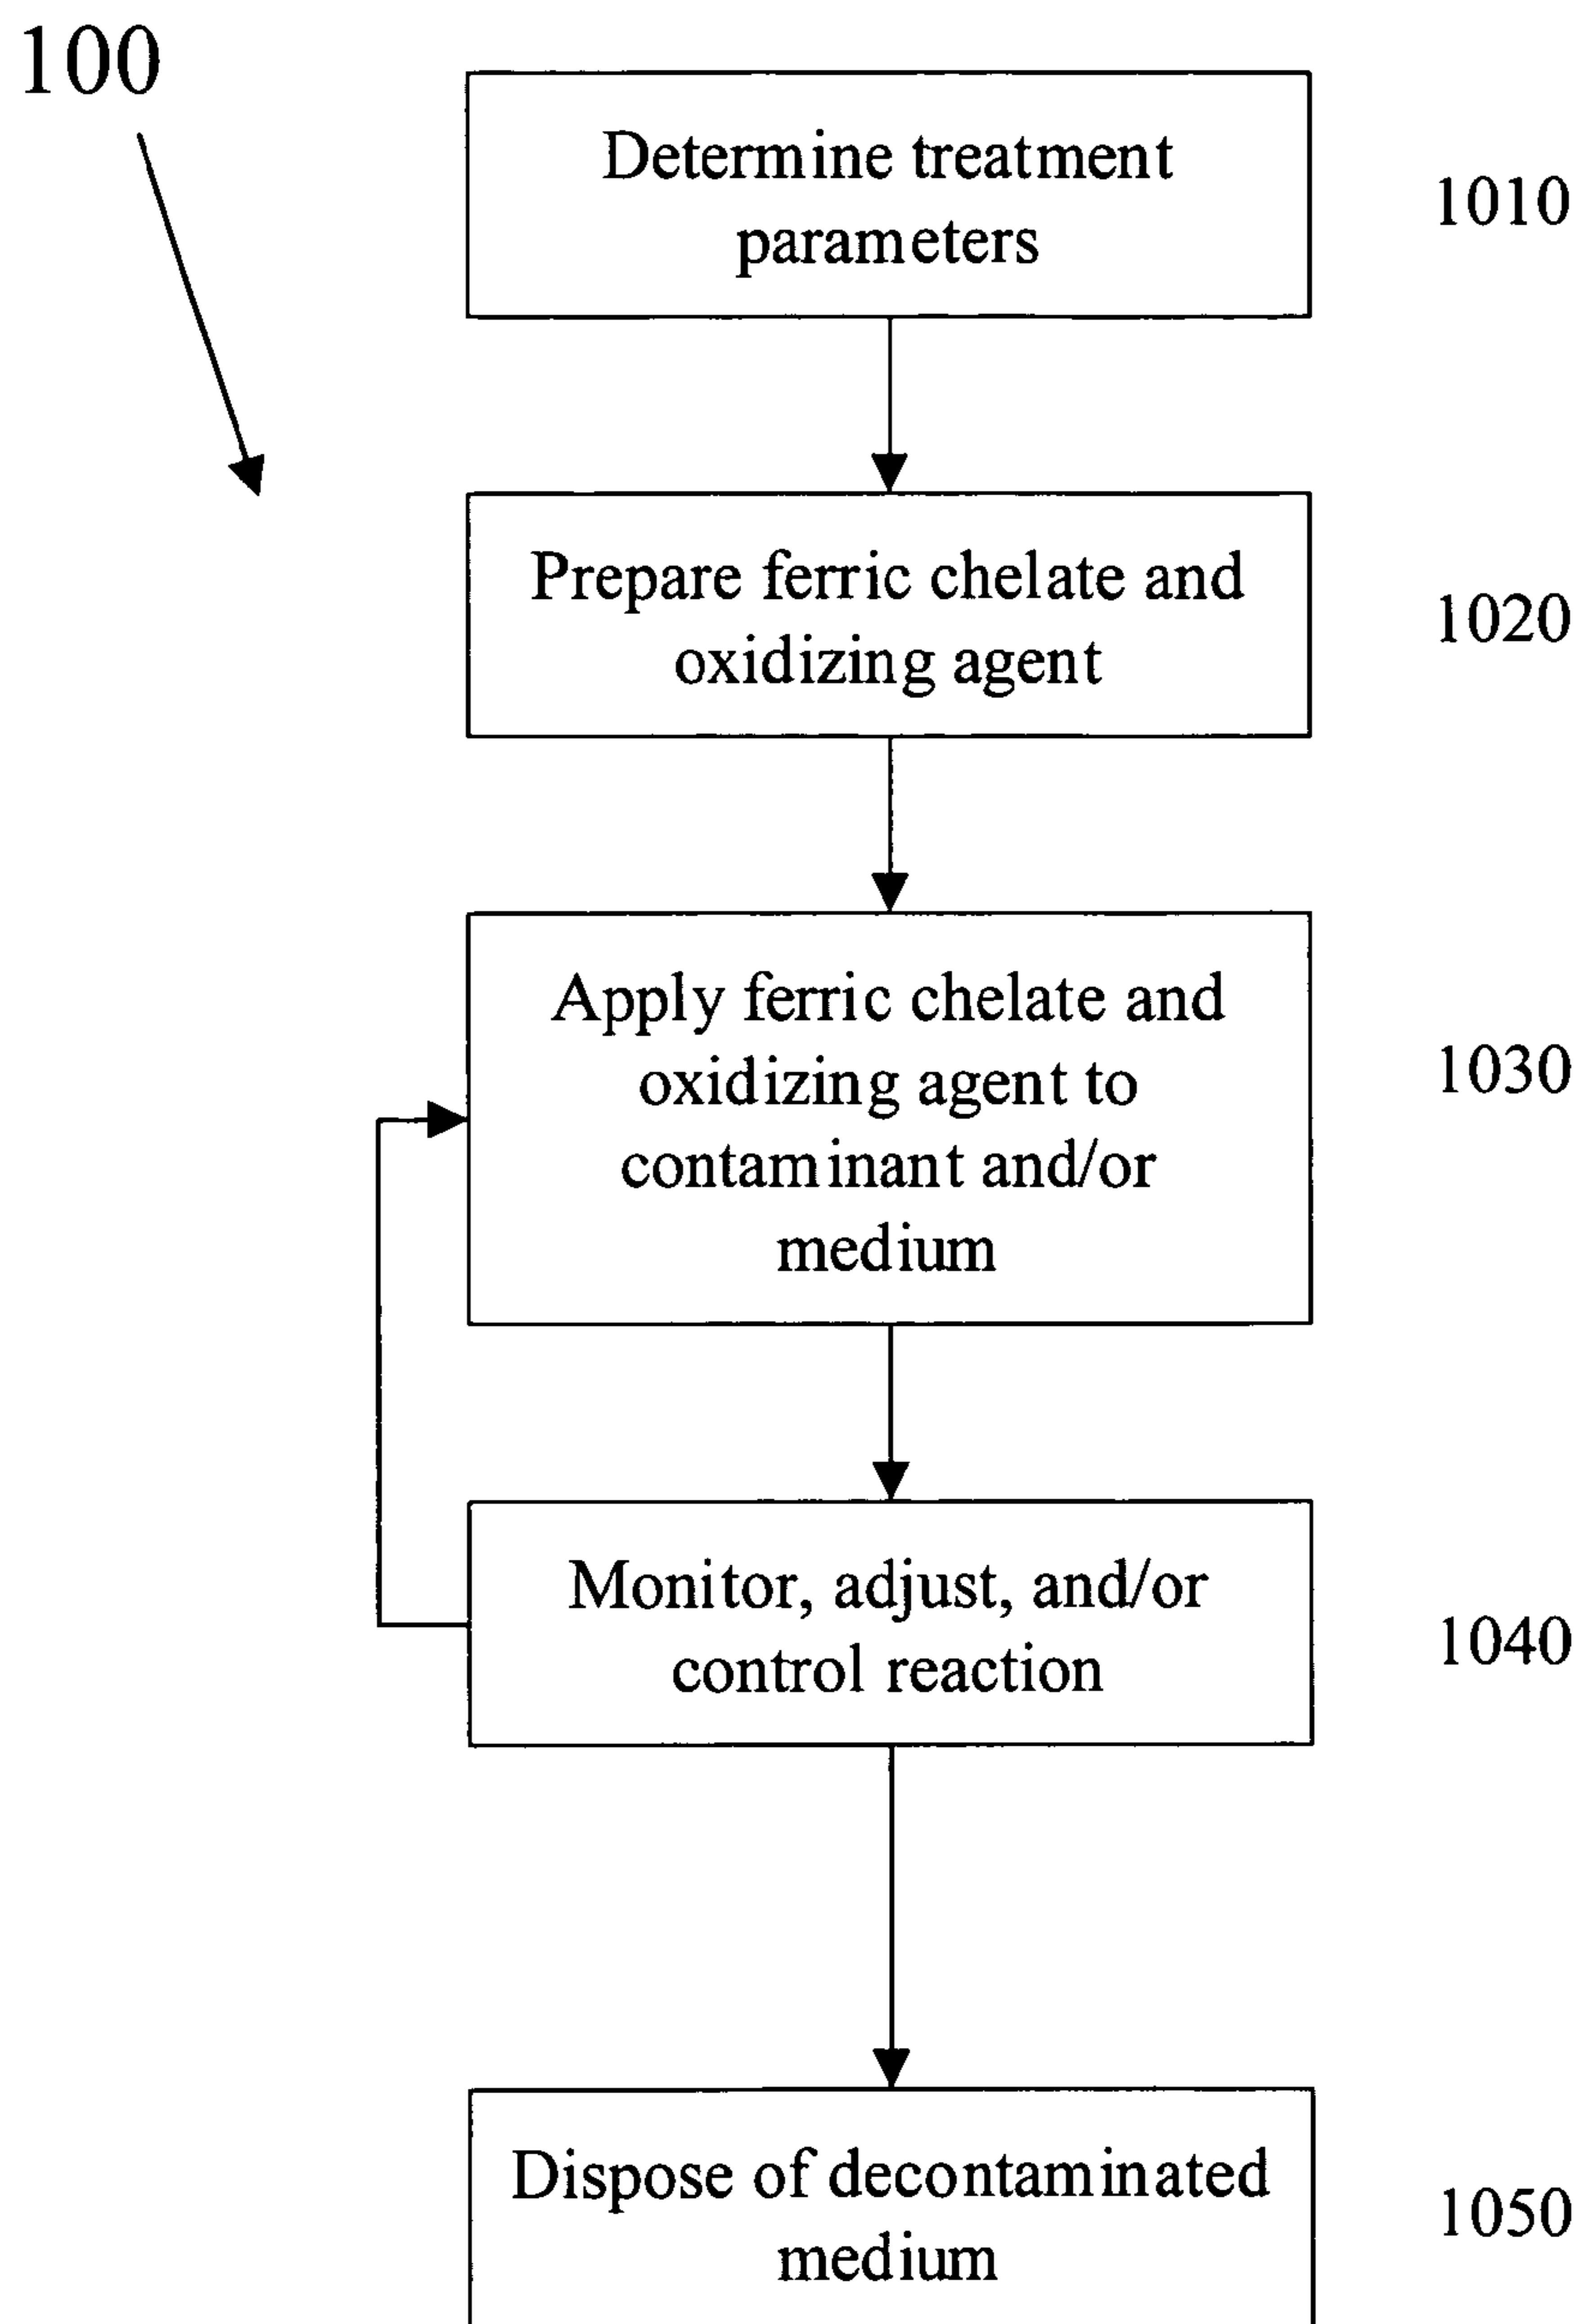 100
Determine treatment
parameters
1010
Prepare ferric chelate and
oxidizing agent
1020
Apply ferric chelate and
oxidizing agent to
contaminant and/or
medium
1030
Monitor, adjust, and/or
control reaction
1040
Dispose of decontaminated
medium
1050